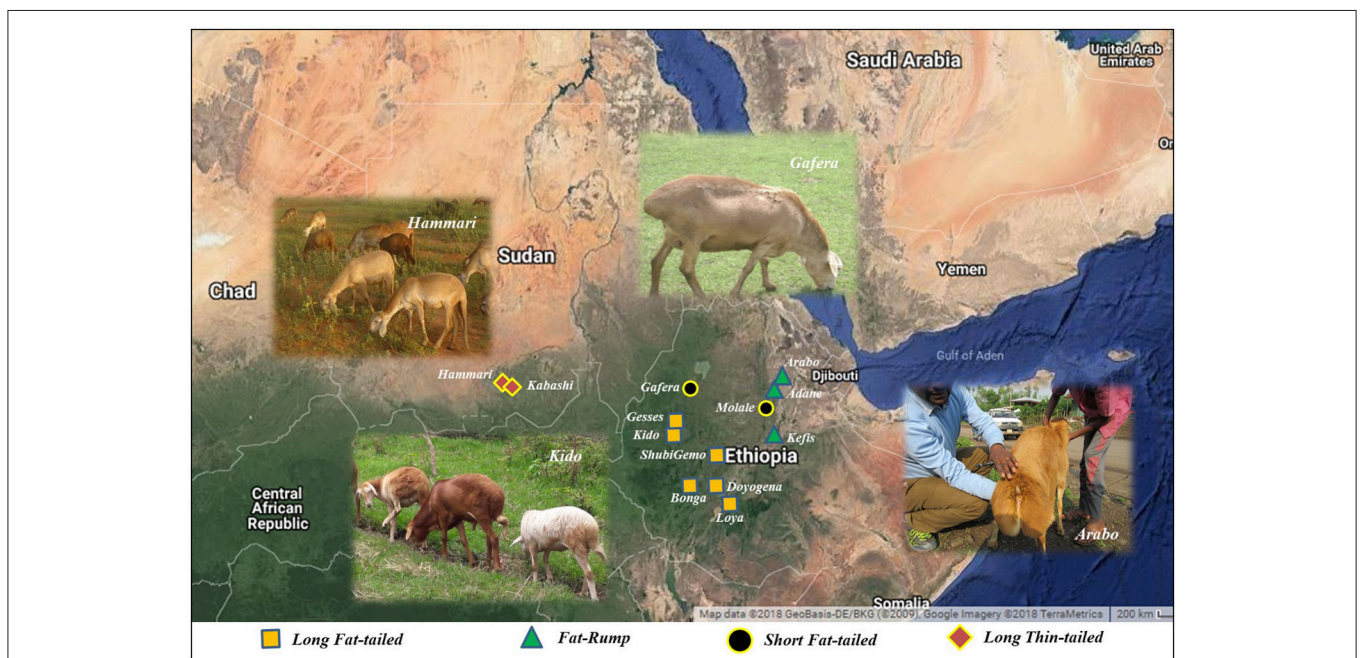 United Arab
Emirates
Saudi Arabia
Or
Gafera
Hammari
Sudan
Chad
Yemen
Gulf of Aden
Arabo
Djibouti
Hammari
Kabashi
Gafera
Adane
Molale
Gesses
Kido
Kefis
ShubiGemo
Ethiopia
Kido
Central
African
Republic
Bonga
Doyogena
Loya
Arabo
Somalia
Map data ©2018 GeoBasis-DE/BKG (©2009), Google Imagery ©2018 TerraMetrics 200 km
Long Fat-tailed Fat-Rump Short Fat-tailed Long Thin-tailed